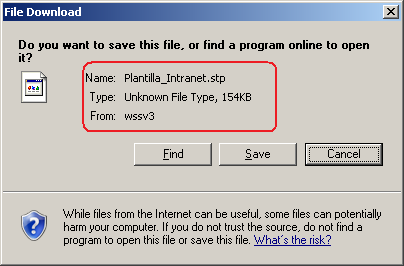 File Download
Do you want to save this file, or find a program online to open
it?
Name: Plantilla_Intranet.stp
Type: Unknown File Type, 154KB
From: wssv3
Find Save Cancel
While files from the Internet can be useful, some files can potentially
harm your computer. If you do not trust the source, do not find a
program to open this file or save this file. What's the risk?